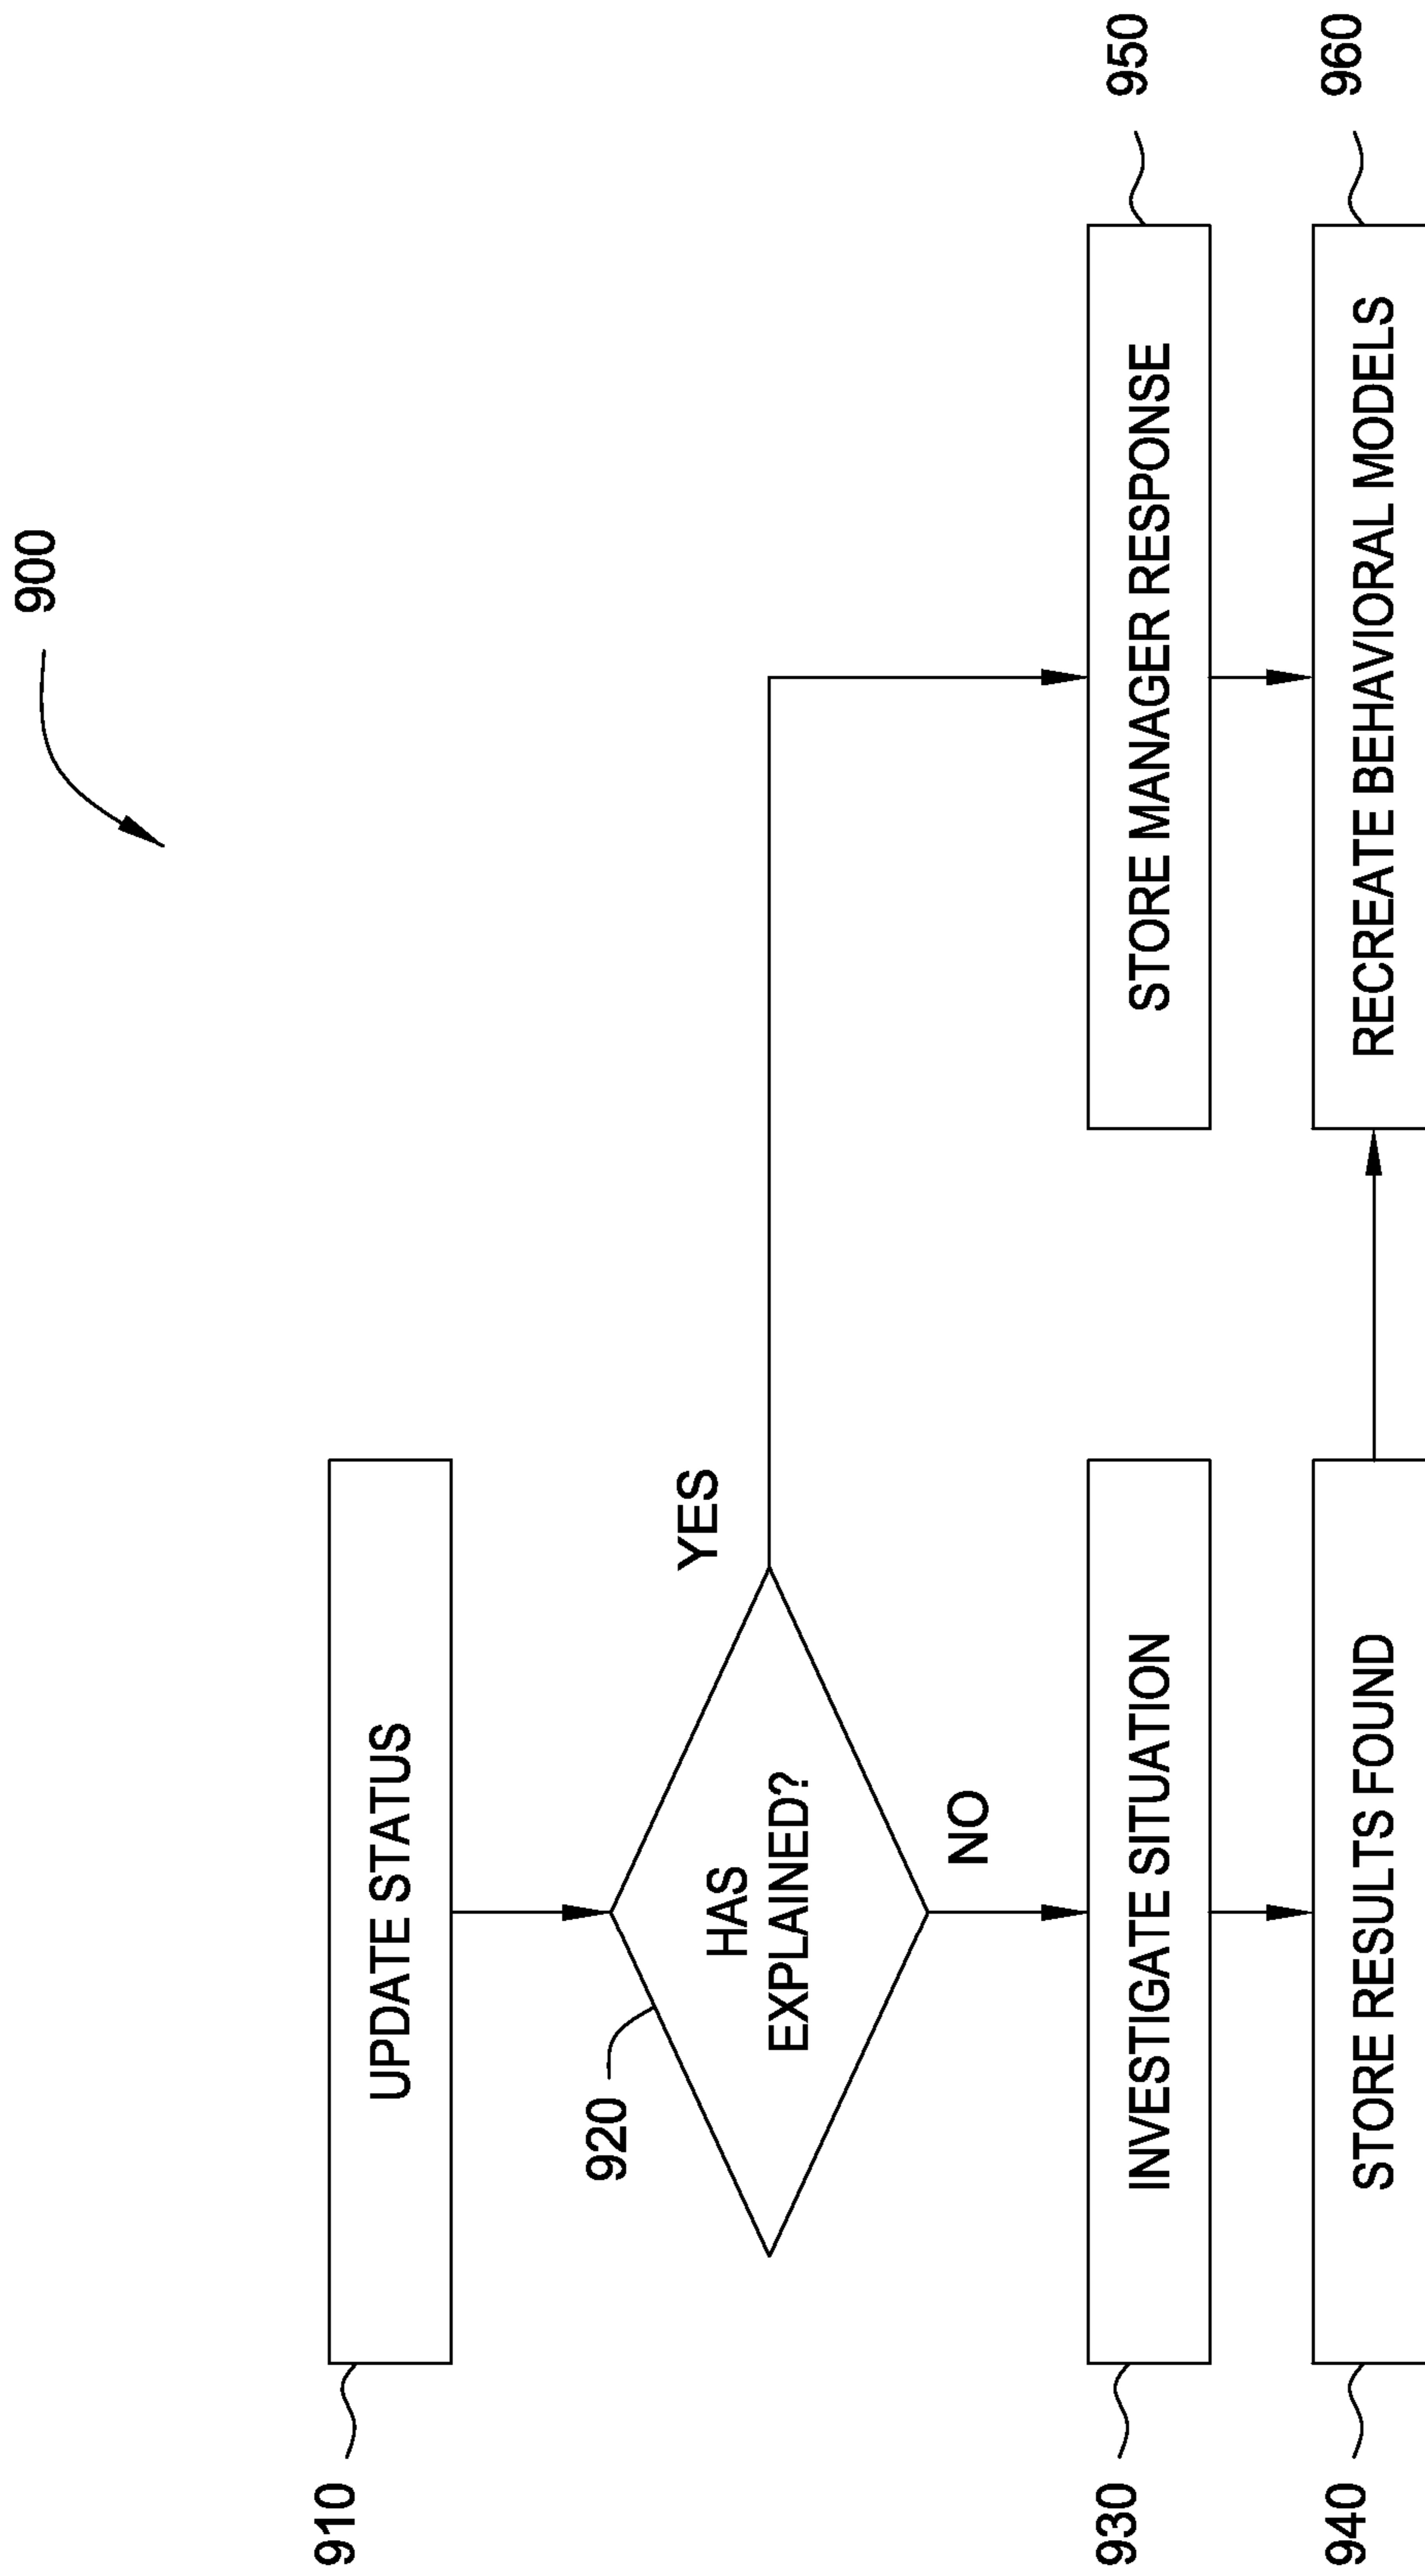 900
910
UPDATE STATUS
920
HAS
EXPLAINED?
YES
NO
930
INVESTIGATE SITUATION
STORE MANAGER RESPONSE
950
940
STORE RESULTS FOUND
RECREATE BEHAVIORAL MODELS
960